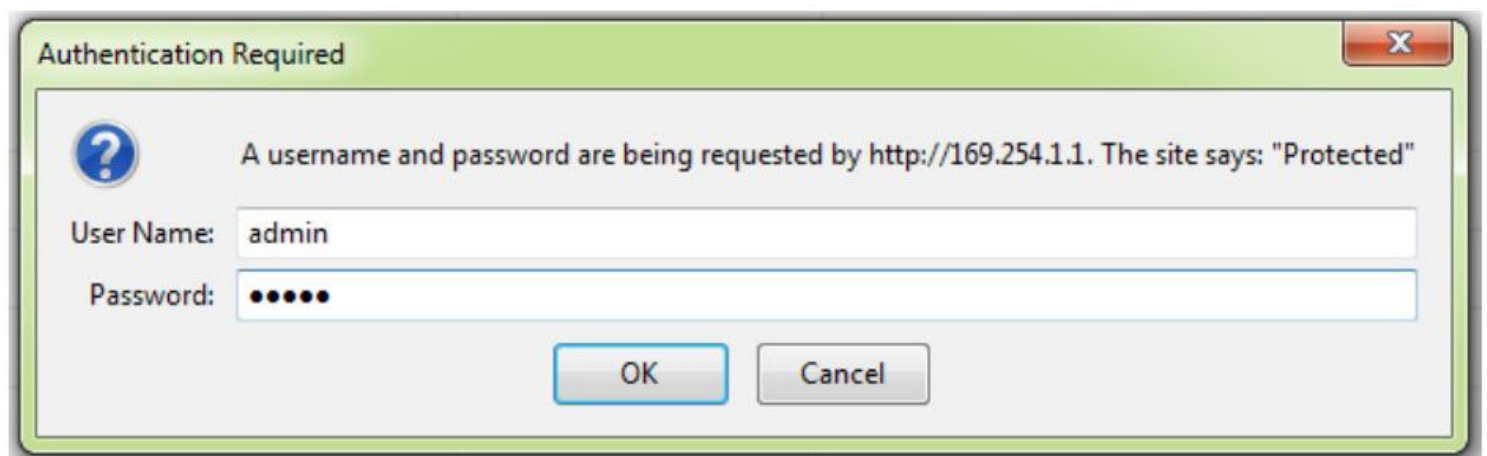 Authentication Required
A username and password are being requested by http://169.254.1.1. The site says: "Protected"
User Name: admin
Password: •••••
OK Cancel